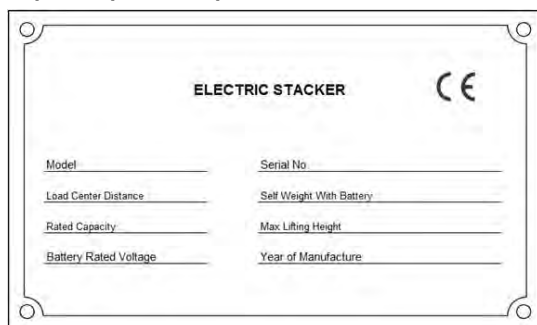 ELECTRIC STACKER CE
Model Serial No
Load Center Distance Self Weight With Battery
Rated Capacity Max Lifting Height
Battery Rated Voltage Year of Manufacture